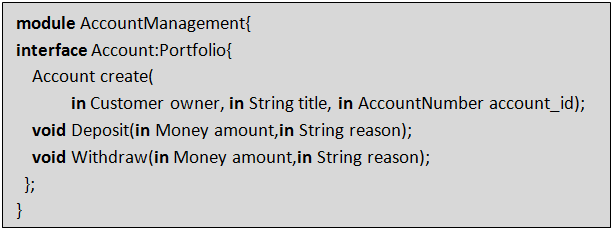 module AccountManagement{
interface Account:Portfolio{
Account create(
in Customer owner, in String title, in AccountNumber account_id);
void Deposit(in Money amount,in String reason);
void Withdraw(in Money amount,in String reason);
};
}